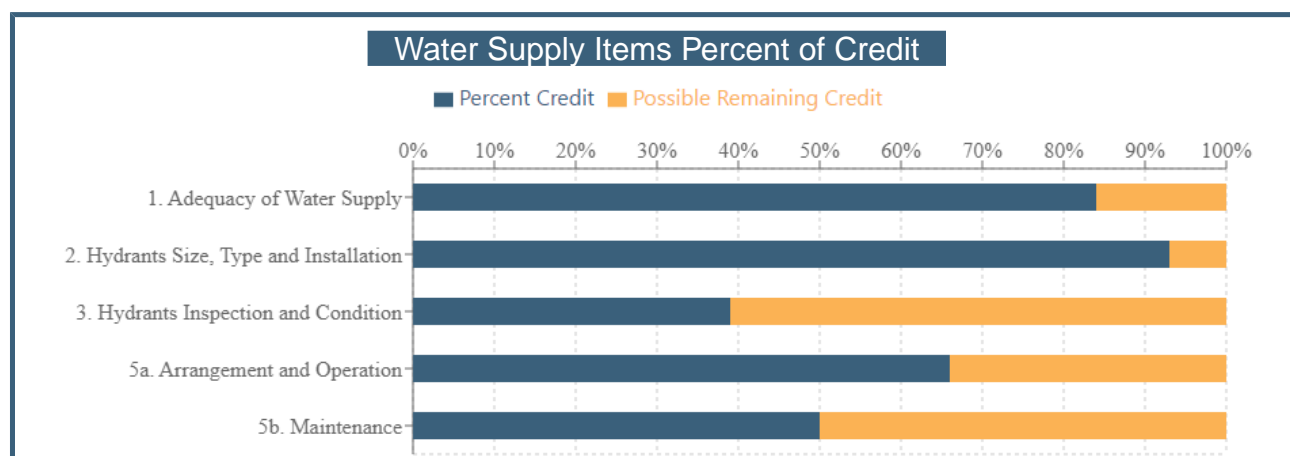 Water Supply Items Percent of Credit
Percent Credit Possible Remaining Credit
0% 10% 20% 30% 40% 50% 60% 70% 80% 90% 100%
1. Adequacy of Water Supply
2. Hydrants Size, Type and Installation
3. Hydrants Inspection and Condition
5a. Arrangement and Operation
5b. Maintenance